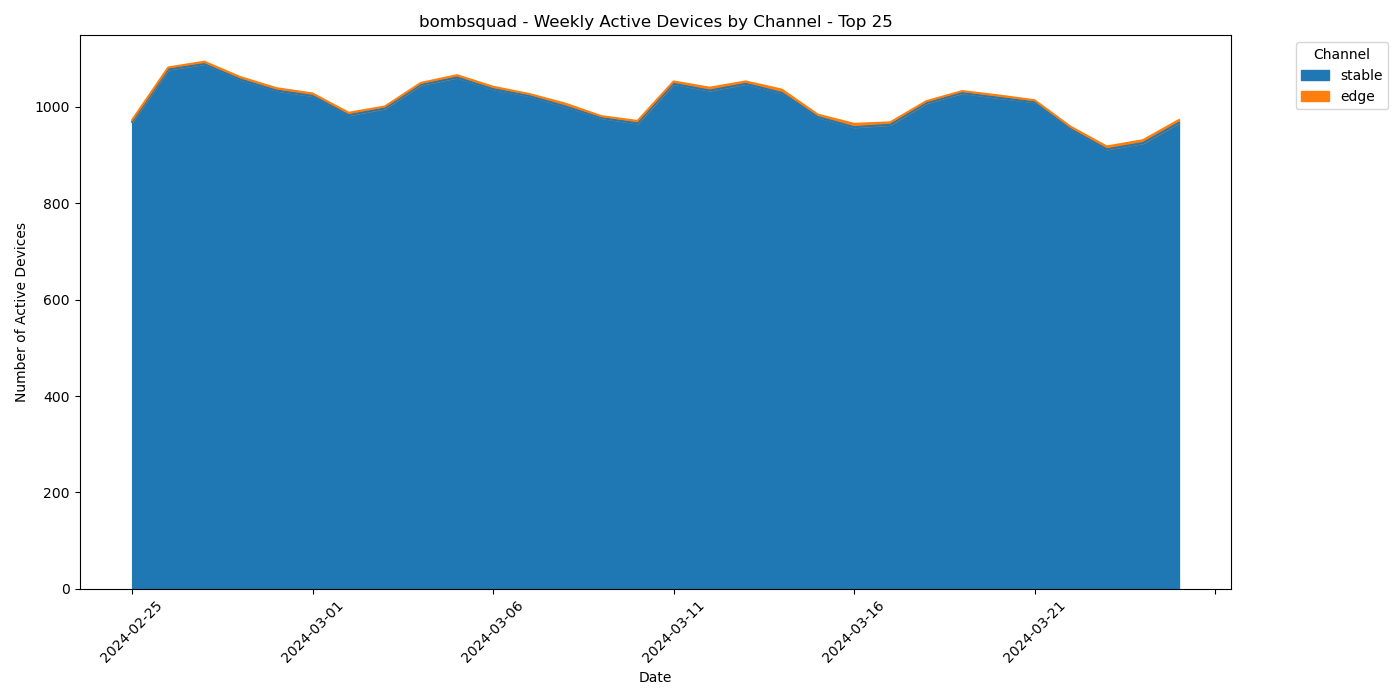 bombsquad - Weekly Active Devices by Channel - Top 25
Channel
stable
edge
Number of Active Devices
1000
800
600
400
200
0
2024-02-25
2024-03-01
2024-03-06
2024-03-11
2024-03-16
2024-03-21
Date